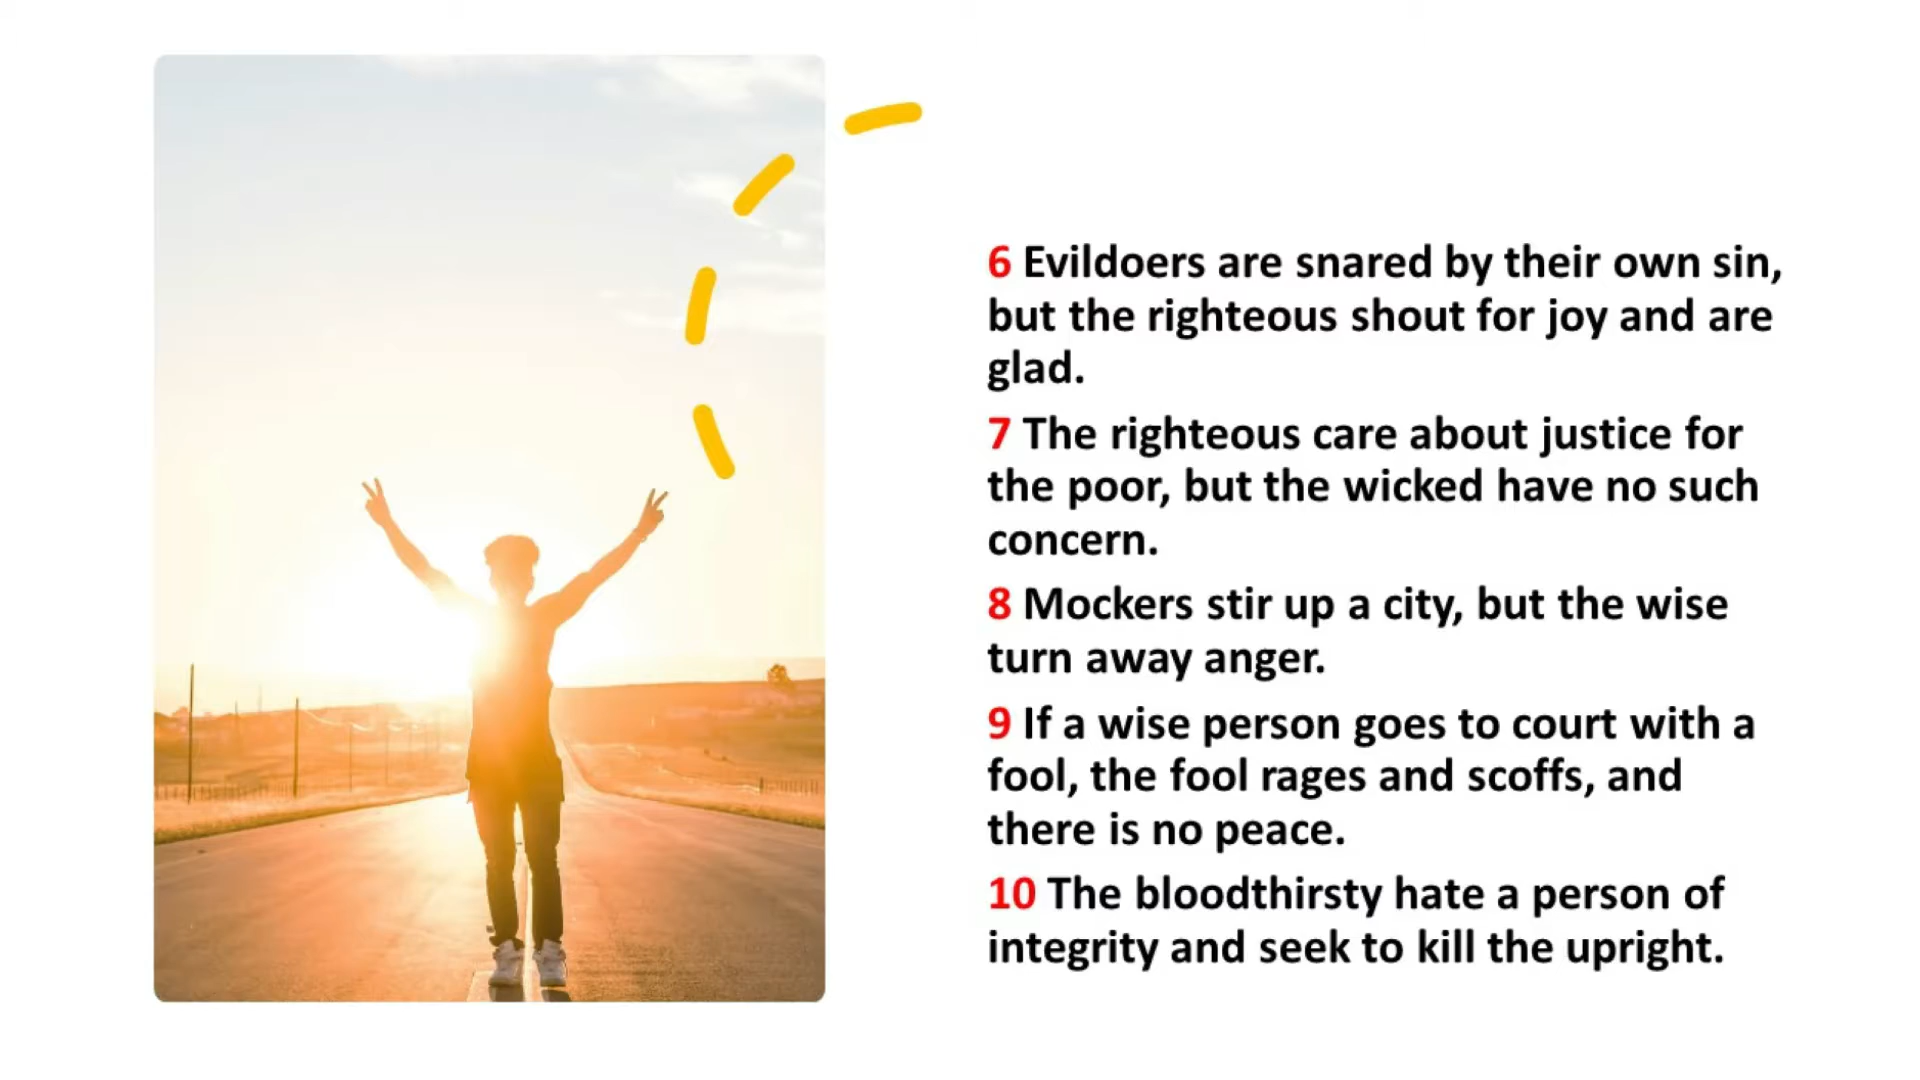 6 Evildoers are snared by their own sin,
but the righteous shout for joy and are
glad.
7 The righteous care about justice for
the poor, but the wicked have no such
concern.
8 Mockers stir up a city, but the wise
turn away anger.
9 If a wise person goes to court with a
fool, the fool rages and scoffs, and
there is no peace.
10 The bloodthirsty hate a person of
integrity and seek to kill the upright.